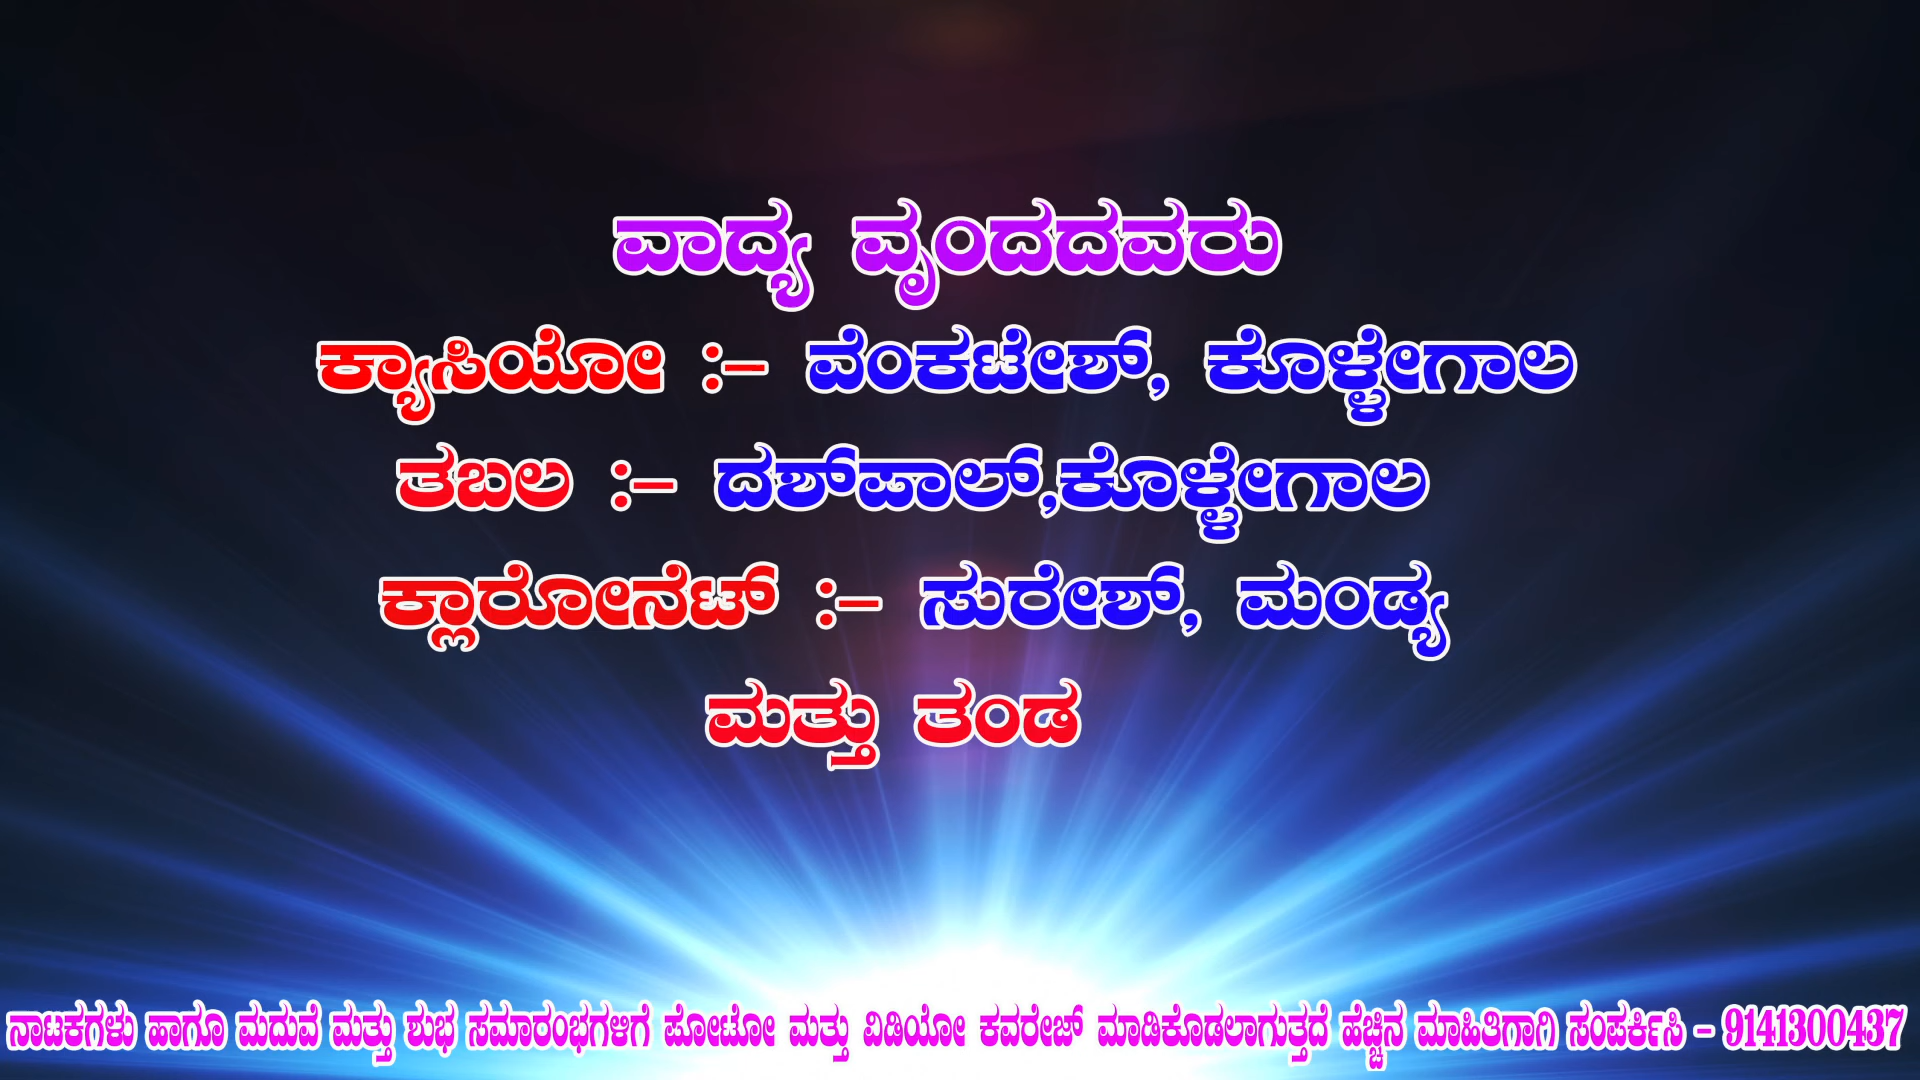 ವಾದ್ಯ ವೃಂದದವರು
ಕ್ಯಾಸಿಯೋ :– ವೆಂಕಟೇಶ್, ಕೊಳ್ಳೇಗಾಲ
ತಬಲ :– ದಶ್‌ಪಾಲ್,ಕೊಳ್ಳೇಗಾಲ
ಕ್ಲಾರೋನೆಟ್ :– ಸುರೇಶ್, ಮಂಡ್ಯ
ಮತ್ತು ತಂಡ
ನಾಟಕಗಳು ಹಾಗೂ ಮದುವೆ ಮತ್ತು ಶುಭ ಸಮಾರಂಭಗಳಿಗೆ ಪೋಟೋ ಮತ್ತು ವಿಡಿಯೋ ಕವರೇಜ್ ಮಾಡಿಕೊಡಲಾಗುತ್ತದೆ ಹೆಚ್ಚಿನ ಮಾಹಿತಿಗಾಗಿ ಸಂಪರ್ಕಿಸಿ – 9141300437